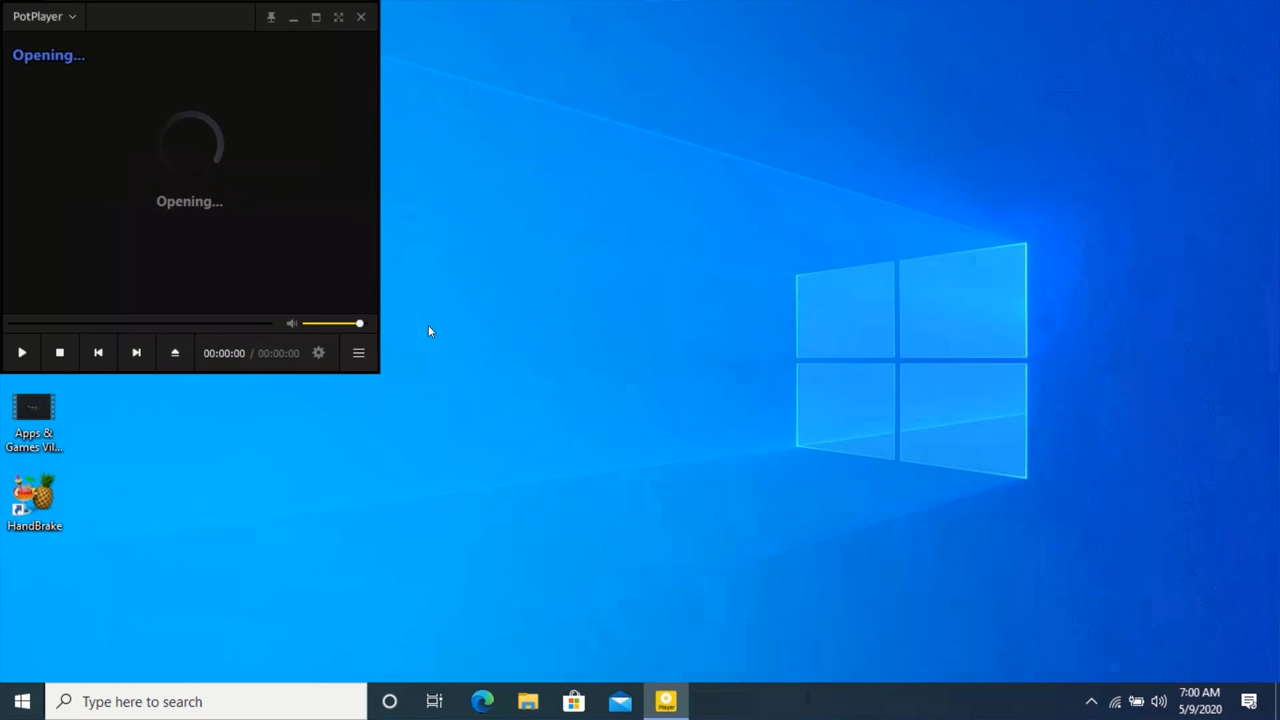 PotPlayer
Opening...
Opening...
00:00:00 / 00:00:00
Apps &
Games Vil...
HandBrake
Type here to search
Player
7:00 AM
5/9/2020